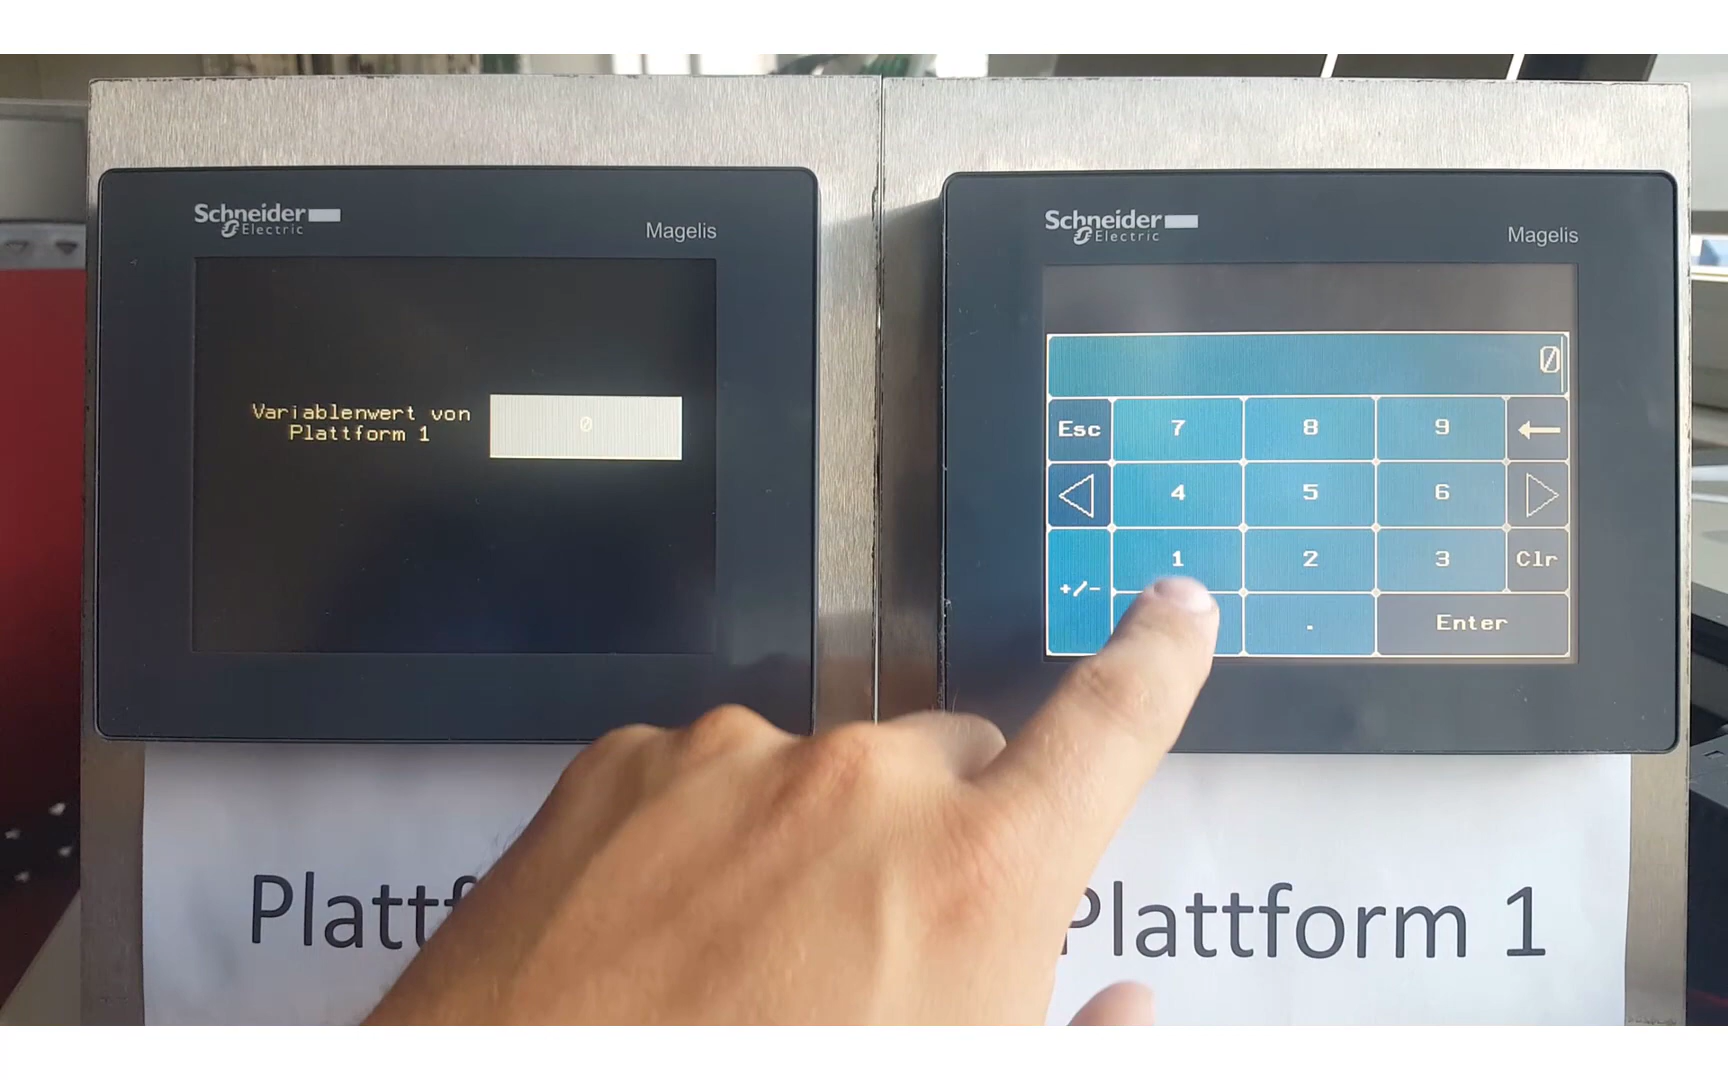 Schneider
Electric
Magelis
Variablenwert von
Plattform 1
0
Schneider
Electric
Magelis
0
Esc 7 8 9
4 5 6
1 2 3 Clr
+/-
. Enter
Plattform 1